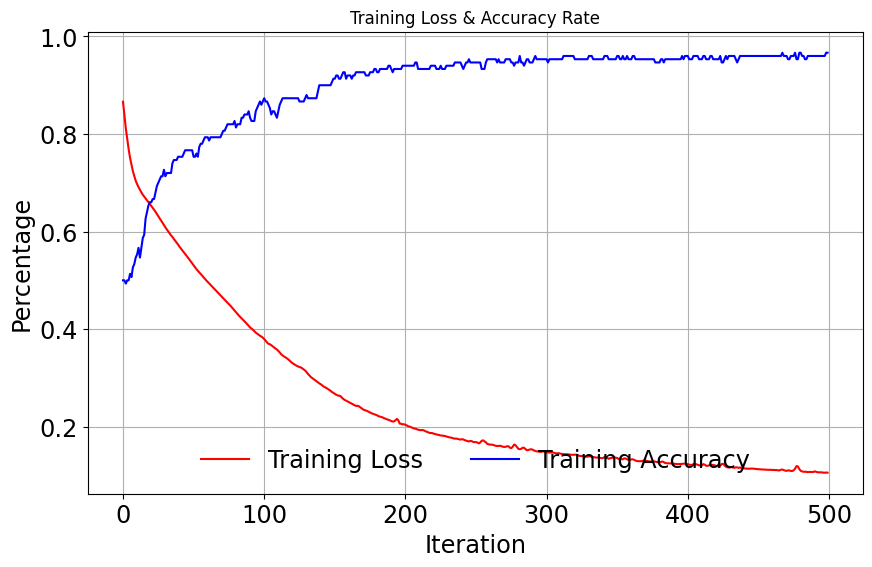 Training Loss & Accuracy Rate
1.0
0.8
0.6
0.4
0.2
Percentage
Training Loss
Training Accuracy
0 100 200 300 400 500
Iteration